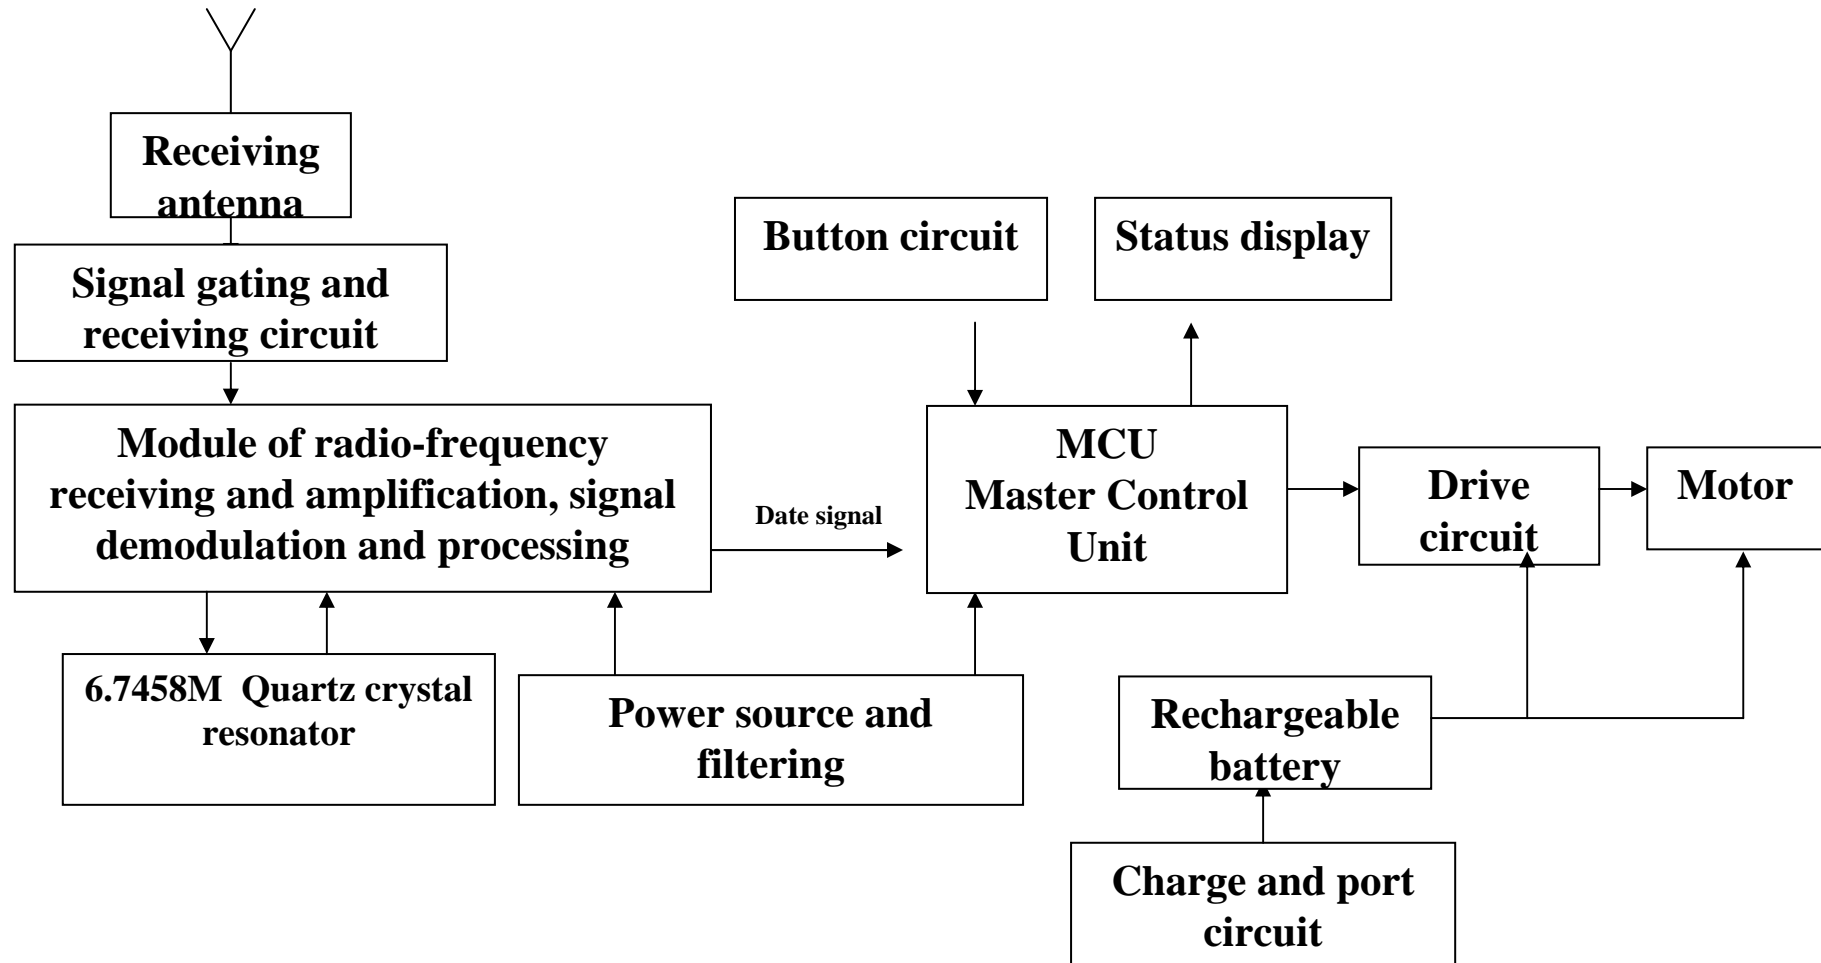 Receiving
antenna
Signal gating and
receiving circuit
Button circuit
Status display
Module of radio-frequency
receiving and amplification, signal
demodulation and processing
Date signal
MCU
Master Control
Unit
Drive
circuit
Motor
6.7458M Quartz crystal
resonator
Power source and
filtering
Rechargeable
battery
Charge and port
circuit